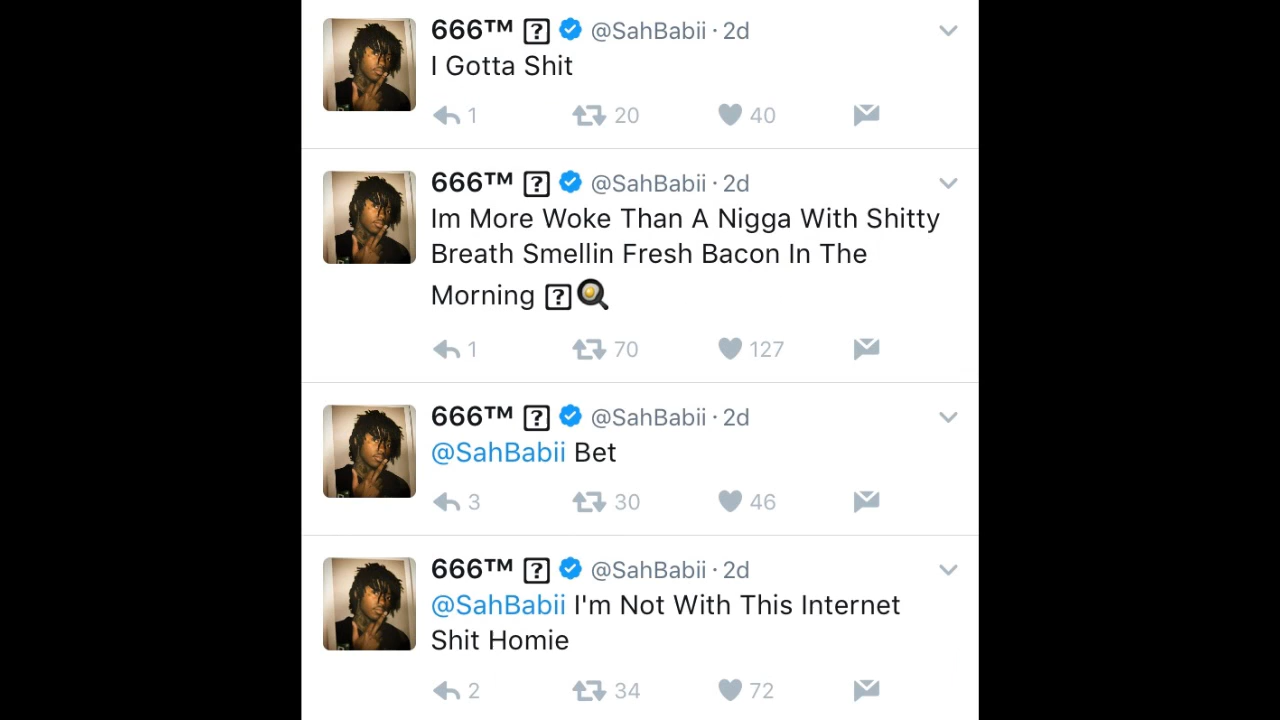 666™ @SahBabii · 2d
I Gotta Shit
1 20 40
666™ @SahBabii · 2d
Im More Woke Than A Nigga With Shitty
Breath Smellin Fresh Bacon In The
Morning ⍰🍳
1 70 127
666™ ⍰ @SahBabii · 2d
@SahBabii Bet
3 30 46
666™ ⍰ @SahBabii · 2d
@SahBabii I'm Not With This Internet
Shit Homie
2 34 72